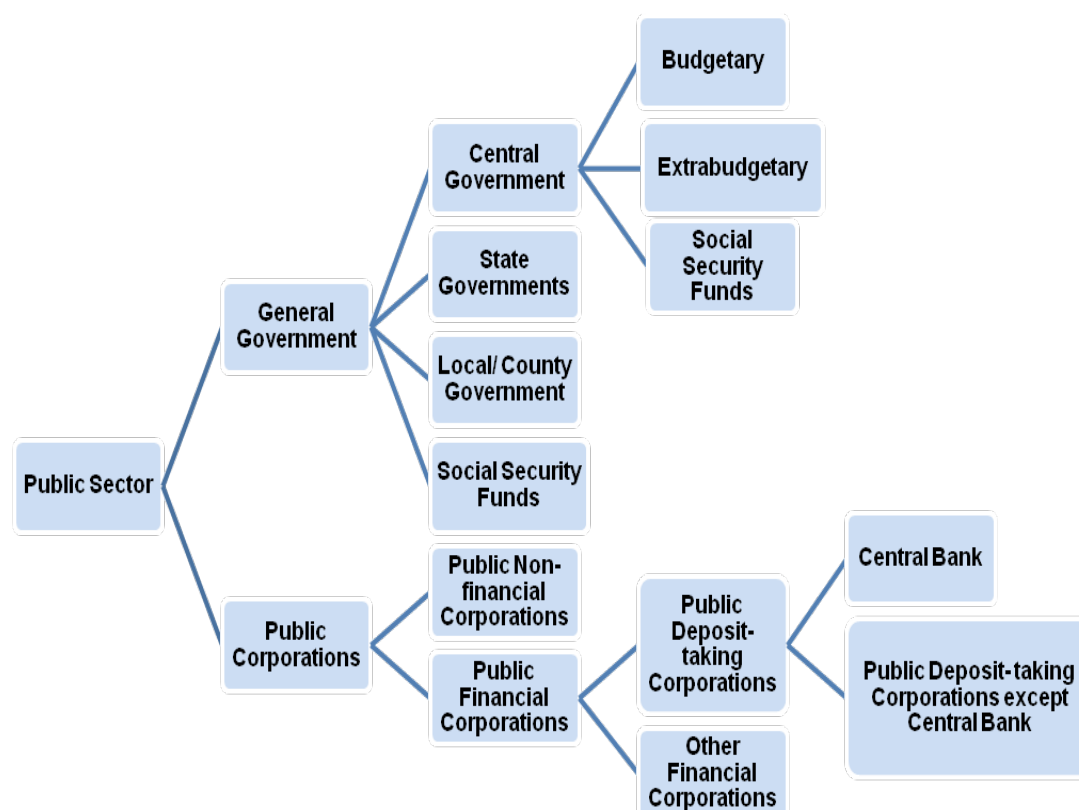 Budgetary
Central
Government
Extrabudgetary
Social
Security
Funds
State
Governments
General
Government
Local/ County
Government
Public Sector
Social Security
Funds
Public Non-
financial
Corporations
Public
Corporations
Public
Financial
Corporations
Public
Deposit-
taking
Corporations
Central Bank
Public Deposit-taking
Corporations except
Central Bank
Other
Financial
Corporations